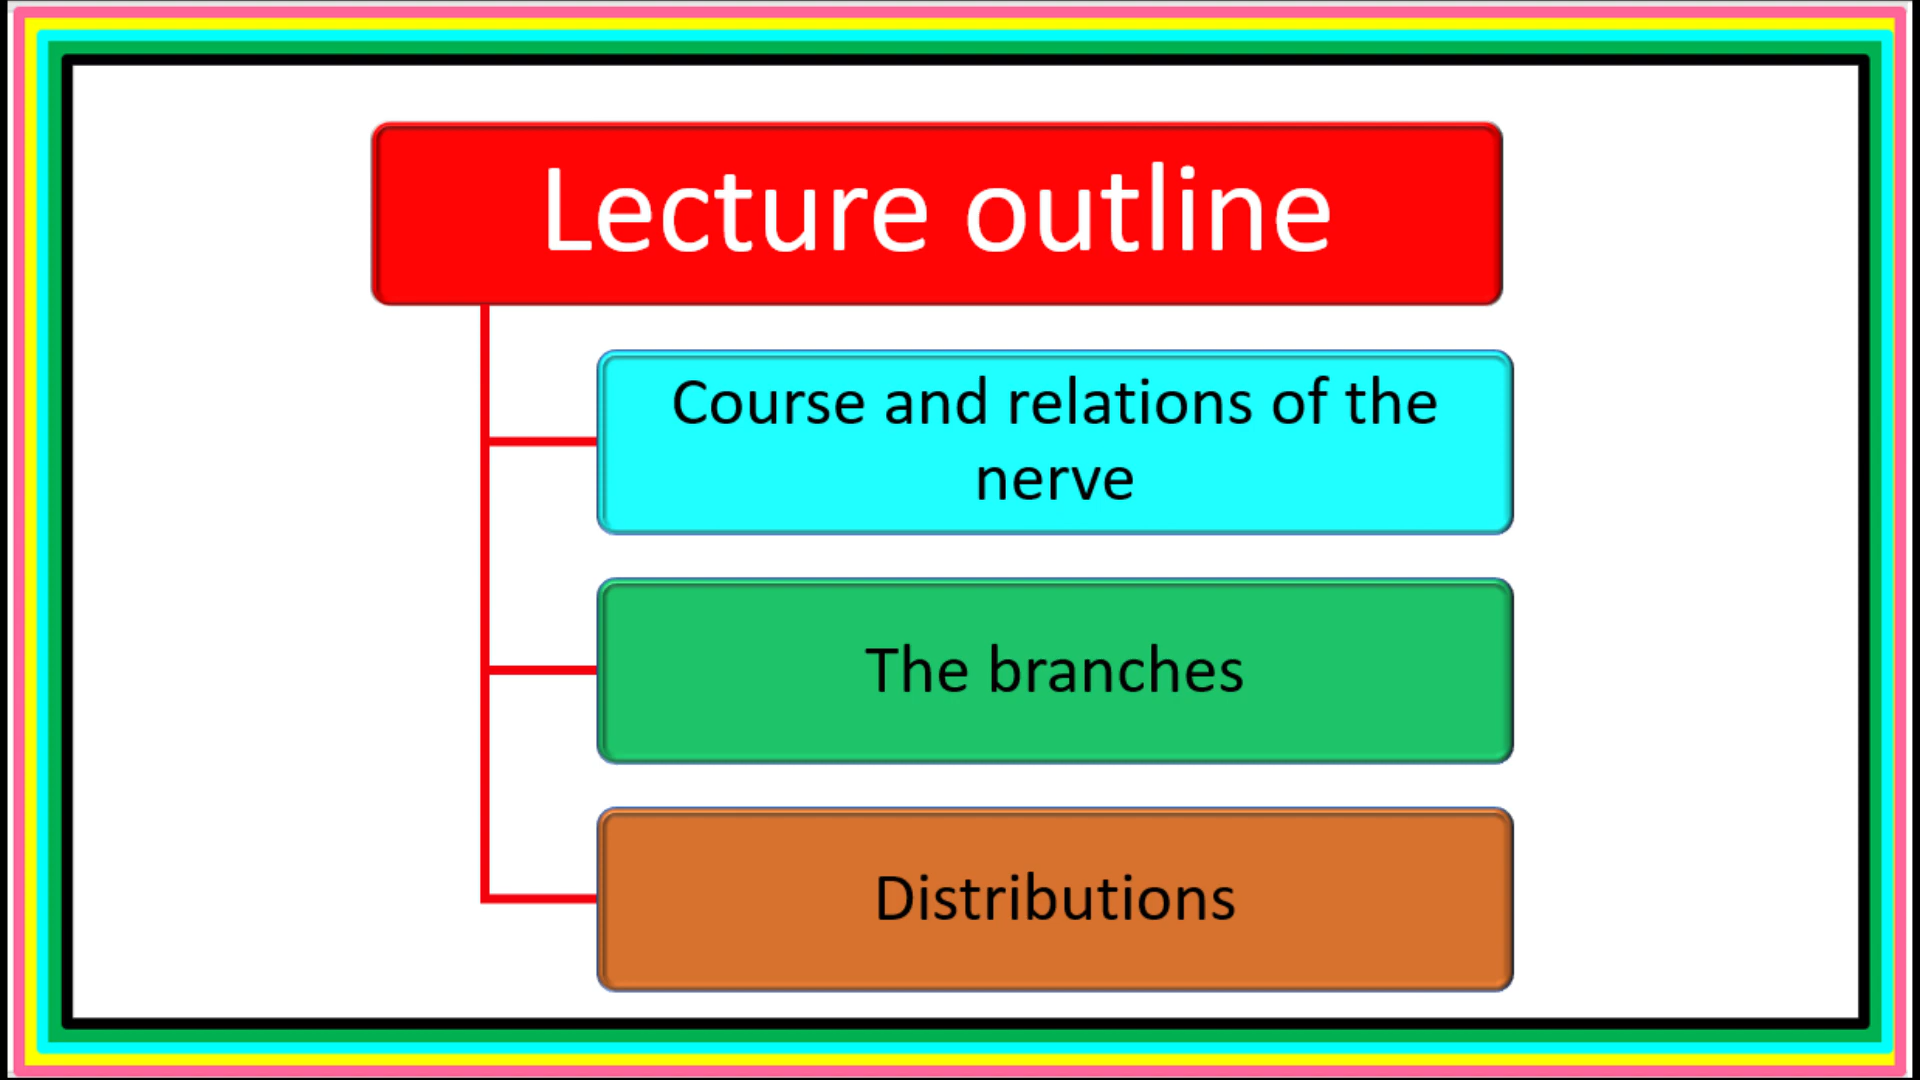 Lecture outline
Course and relations of the
nerve
The branches
Distributions